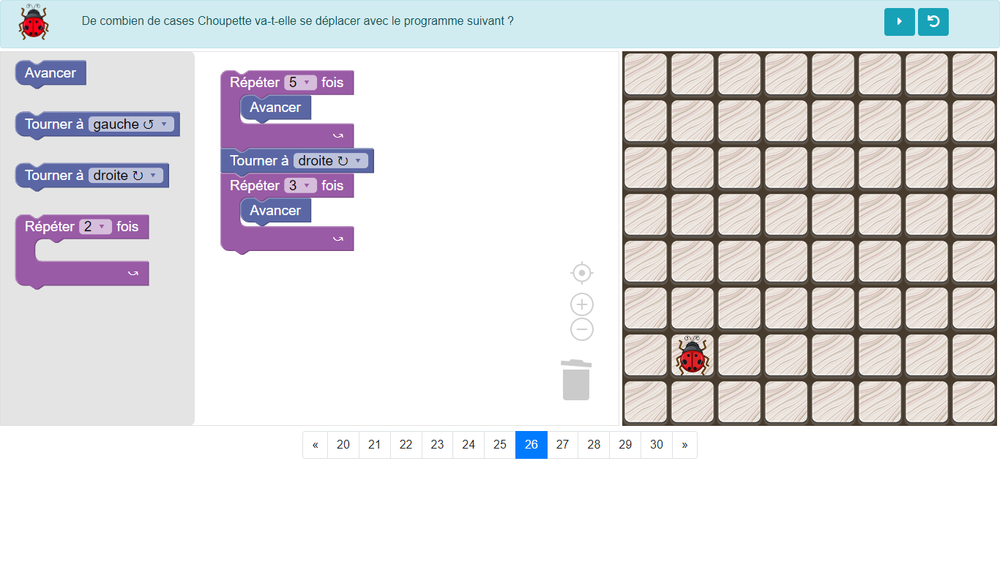 De combien de cases Choupette va-t-elle se déplacer avec le programme suivant ?
Avancer
Tourner à gauche ↺ ▾
Tourner à droite ↻ ▾
Répéter 2 ▾ fois
Répéter 5 ▾ fois
Avancer
Tourner à droite ↻ ▾
Répéter 3 ▾ fois
Avancer
« 20 21 22 23 24 25 26 27 28 29 30 »